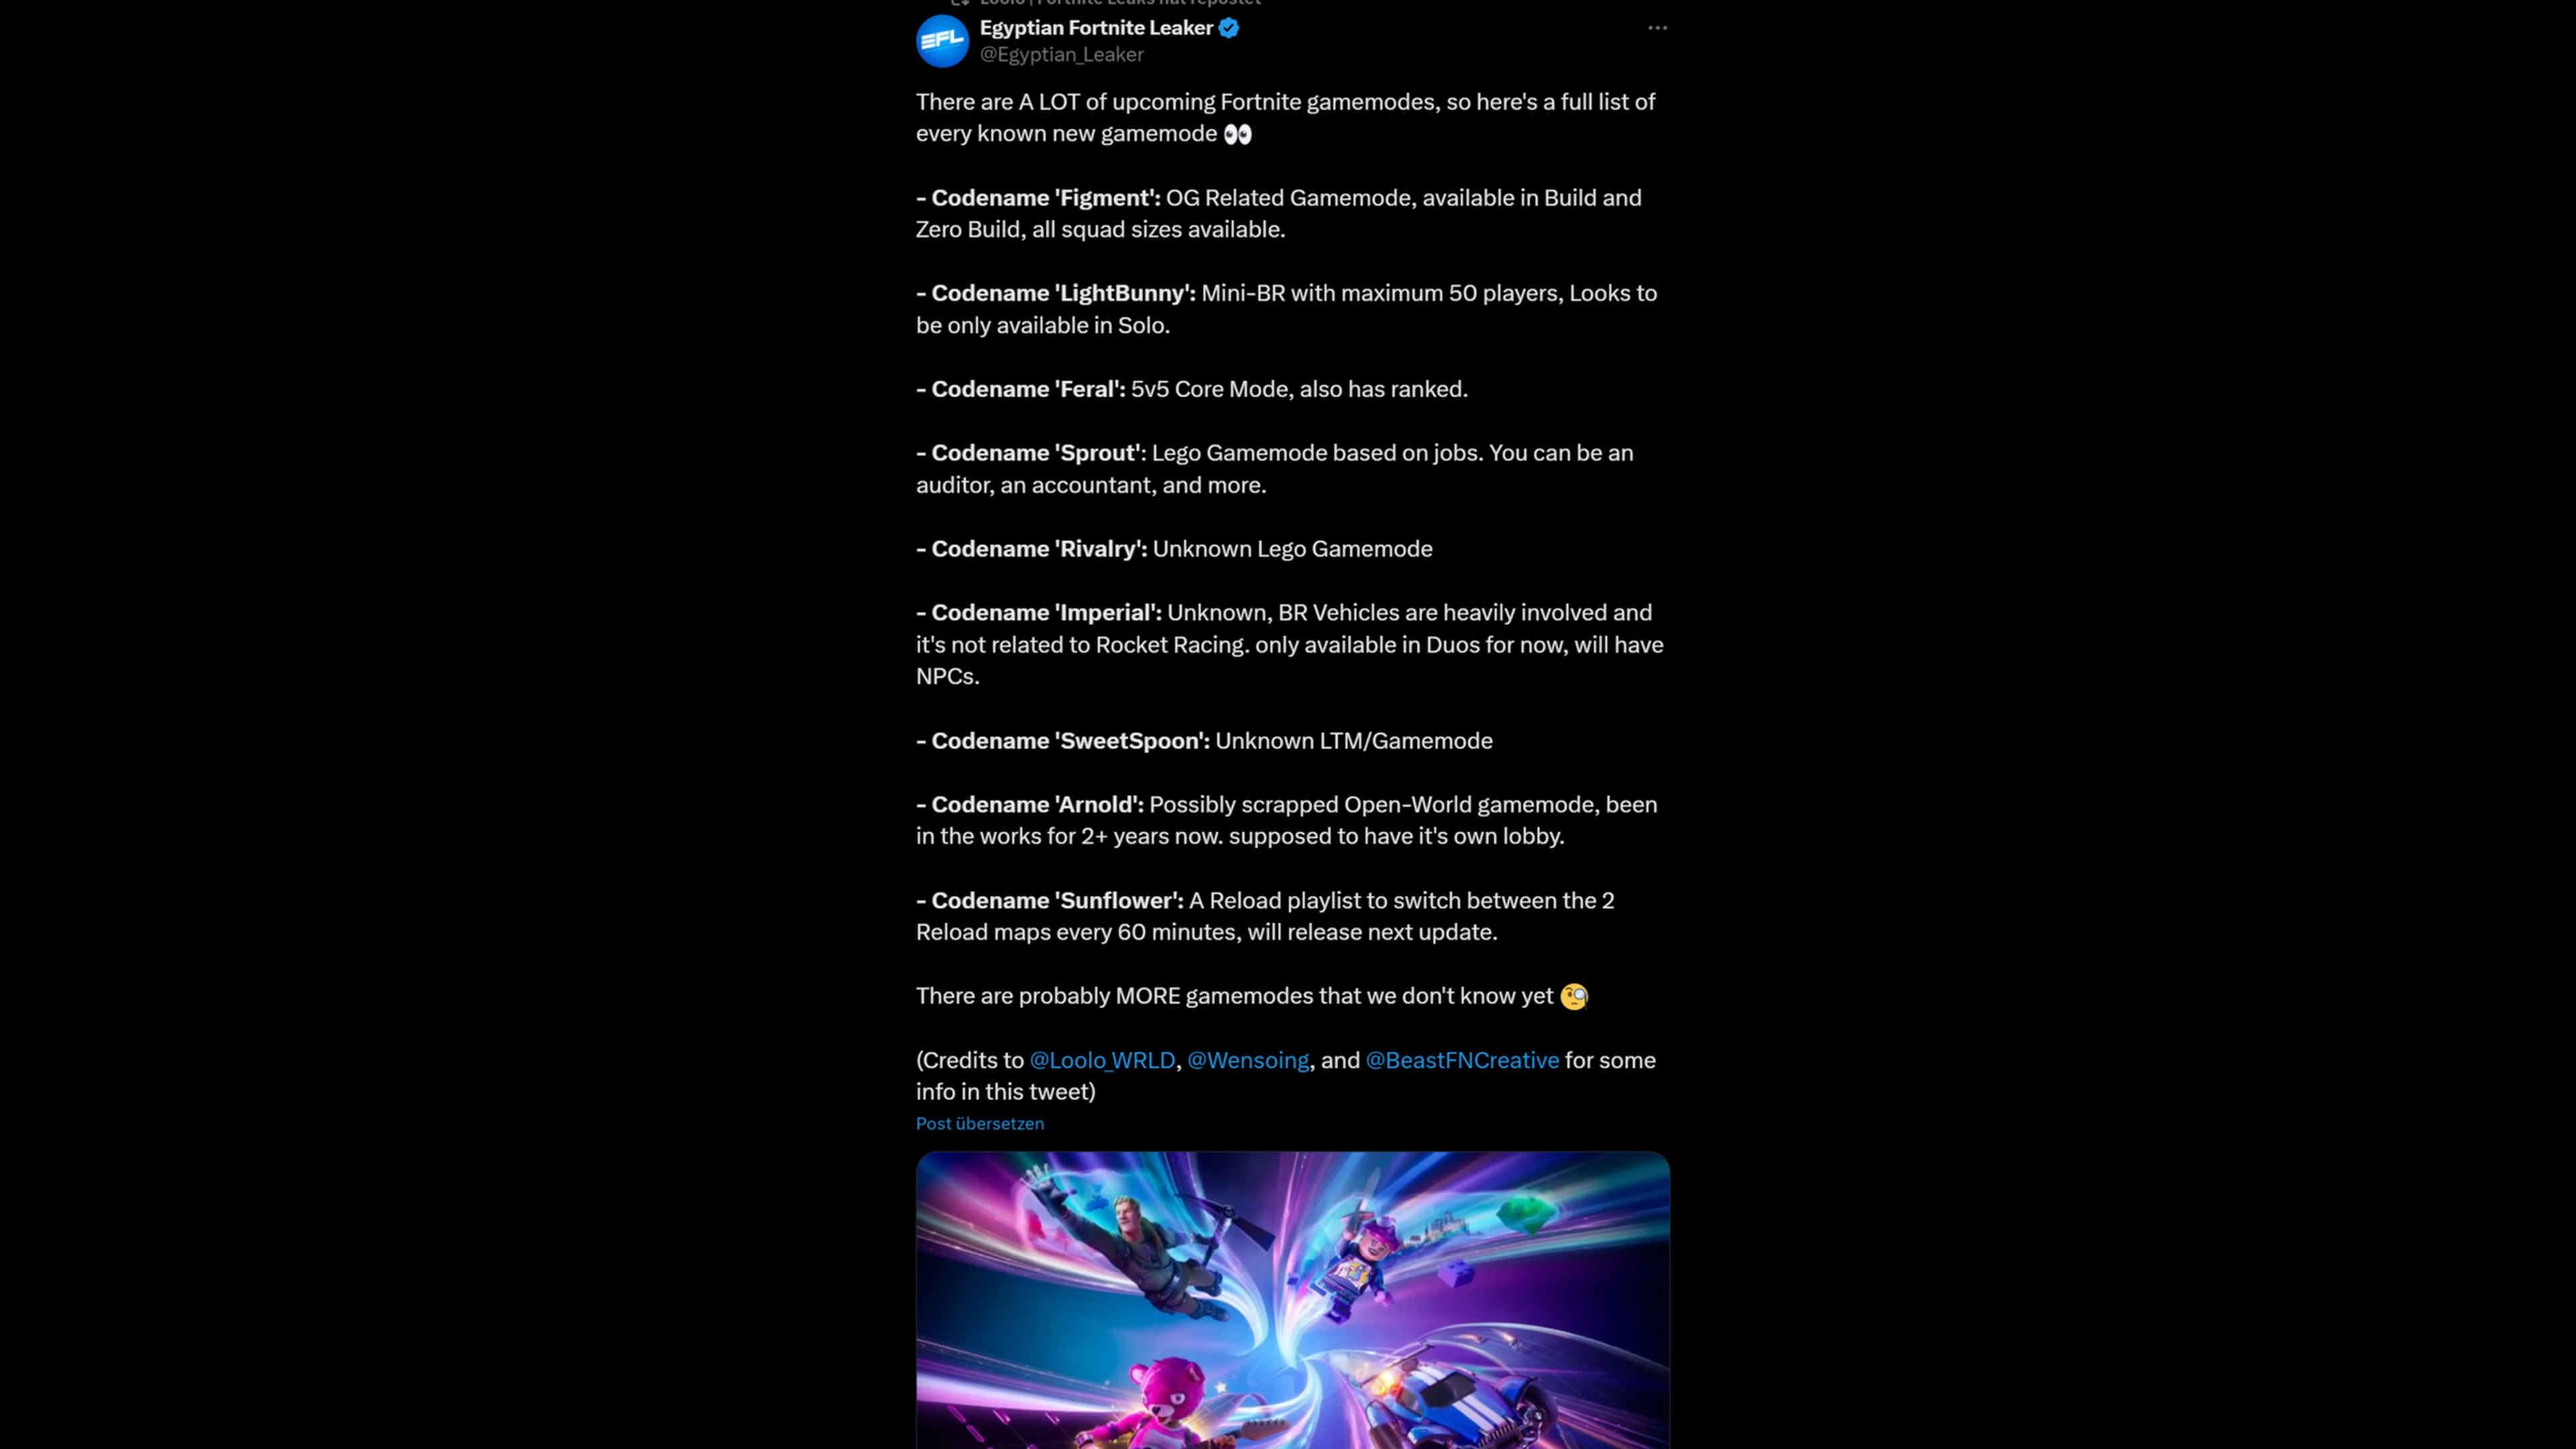 Loolo | Fortnite Leaks hat repostet
EFL
Egyptian Fortnite Leaker
@Egyptian_Leaker
There are A LOT of upcoming Fortnite gamemodes, so here's a full list of
every known new gamemode 👀
- Codename 'Figment': OG Related Gamemode, available in Build and
Zero Build, all squad sizes available.
- Codename 'LightBunny': Mini-BR with maximum 50 players, Looks to
be only available in Solo.
- Codename 'Feral': 5v5 Core Mode, also has ranked.
- Codename 'Sprout': Lego Gamemode based on jobs. You can be an
auditor, an accountant, and more.
- Codename 'Rivalry': Unknown Lego Gamemode
- Codename 'Imperial': Unknown, BR Vehicles are heavily involved and
it's not related to Rocket Racing. only available in Duos for now, will have
NPCs.
- Codename 'SweetSpoon': Unknown LTM/Gamemode
- Codename 'Arnold': Possibly scrapped Open-World gamemode, been
in the works for 2+ years now. supposed to have it's own lobby.
- Codename 'Sunflower': A Reload playlist to switch between the 2
Reload maps every 60 minutes, will release next update.
There are probably MORE gamemodes that we don't know yet 🧐
(Credits to @Loolo_WRLD, @Wensoing, and @BeastFNCreative for some
info in this tweet)
Post übersetzen